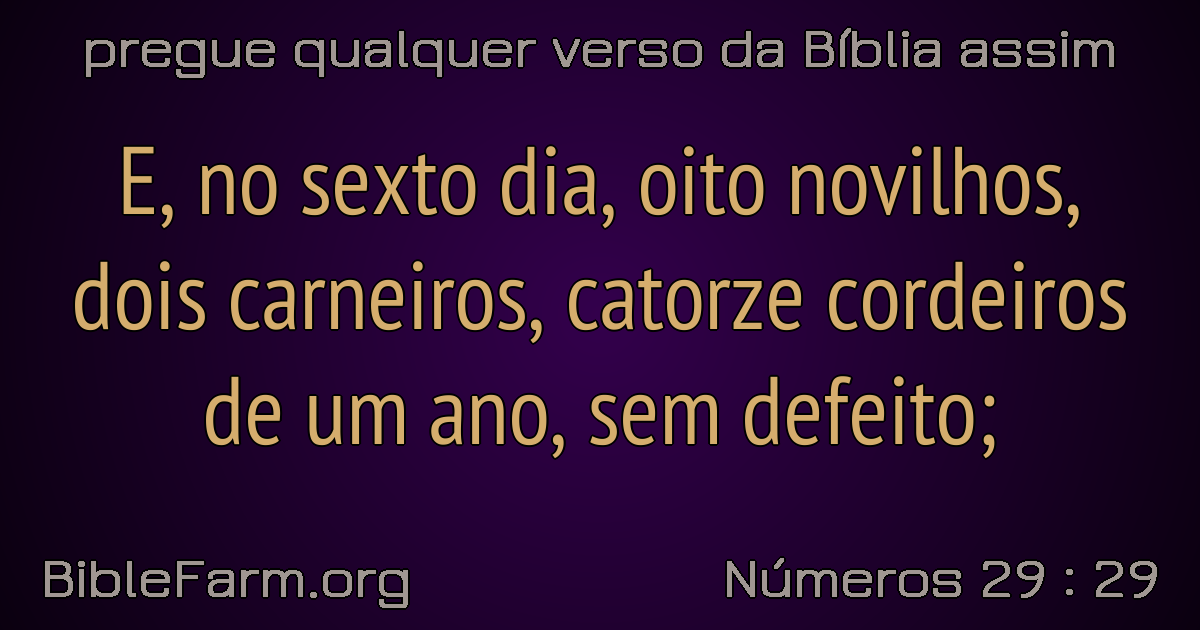 pregue qualquer verso da Bíblia assim
E, no sexto dia, oito novilhos,
dois carneiros, catorze cordeiros
de um ano, sem defeito;
BibleFarm.org
Números 29 : 29